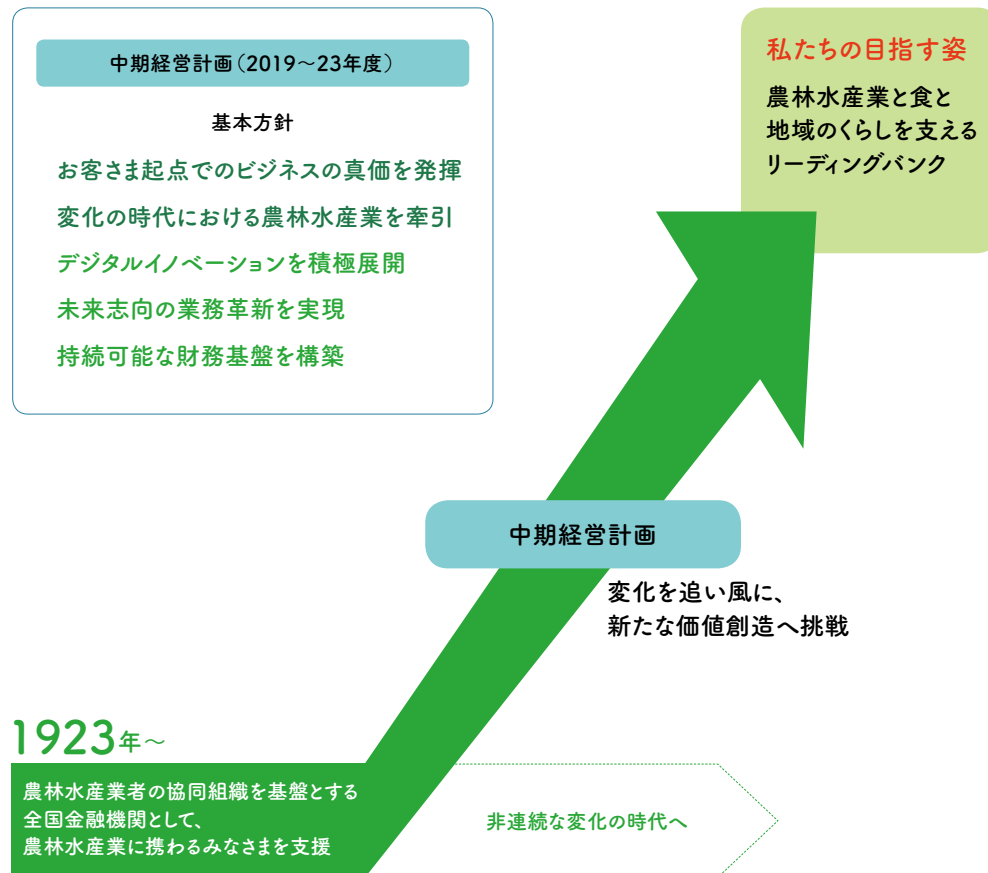 中期経営計画（2019～23年度）
基本方針
お客さま起点でのビジネスの真価を発揮
変化の時代における農林水産業を牽引
デジタルイノベーションを積極展開
未来志向の業務革新を実現
持続可能な財務基盤を構築
私たちの目指す姿
農林水産業と食と
地域のくらしを支える
リーディングバンク
中期経営計画
変化を追い風に、
新たな価値創造へ挑戦
1923年～
農林水産業者の協同組織を基盤とする
全国金融機関として、
農林水産業に携わるみなさまを支援
非連続な変化の時代へ